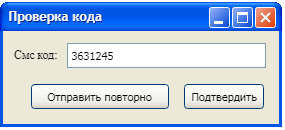 Проверка кода
Смс код: 3631245
Отправить повторно Подтвердить